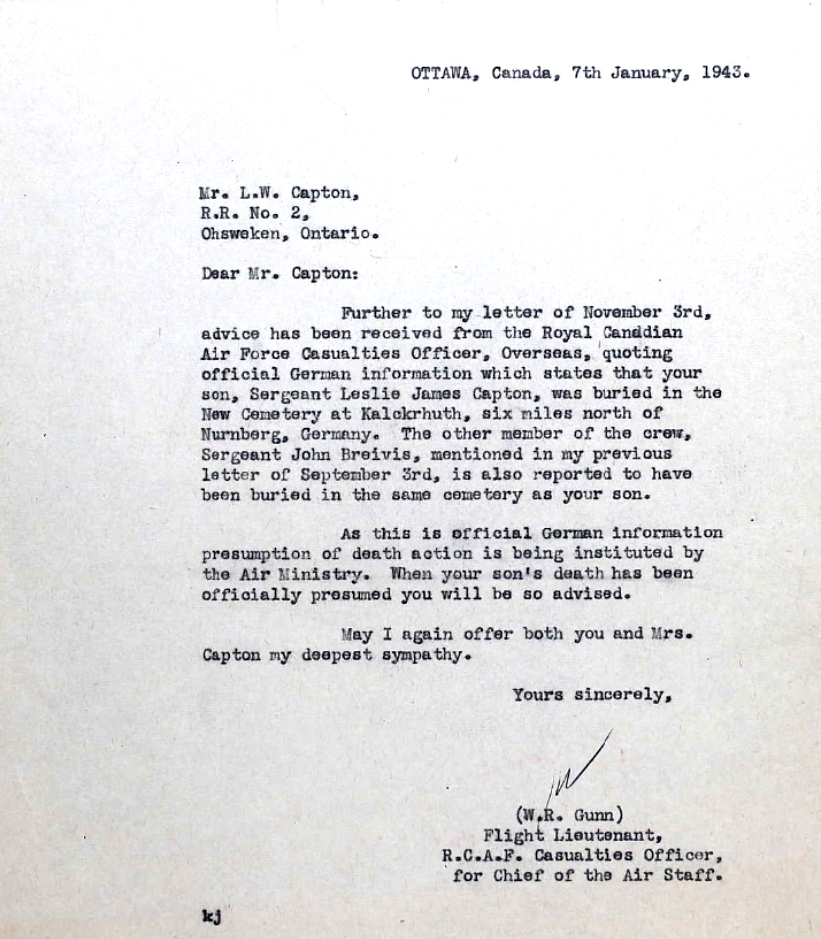 OTTAWA, Canada, 7th January, 1943.
Mr. L.W. Capton,
R.R. No. 2,
Ohsweken, Ontario.
Dear Mr. Capton:
Further to my letter of November 3rd,
advice has been received from the Royal Canadian
Air Force Casualties Officer, Overseas, quoting
official German information which states that your
son, Sergeant Leslie James Capton, was buried in the
New Cemetery at Kalckrhuth, six miles north of
Nurnberg, Germany. The other member of the crew,
Sergeant John Breivis, mentioned in my previous
letter of September 3rd, is also reported to have
been buried in the same cemetery as your son.
As this is official German information
presumption of death action is being instituted by
the Air Ministry. When your son's death has been
officially presumed you will be so advised.
May I again offer both you and Mrs.
Capton my deepest sympathy.
Yours sincerely,
(W.R. Gunn)
Flight Lieutenant,
R.C.A.F. Casualties Officer,
for Chief of the Air Staff.
kj